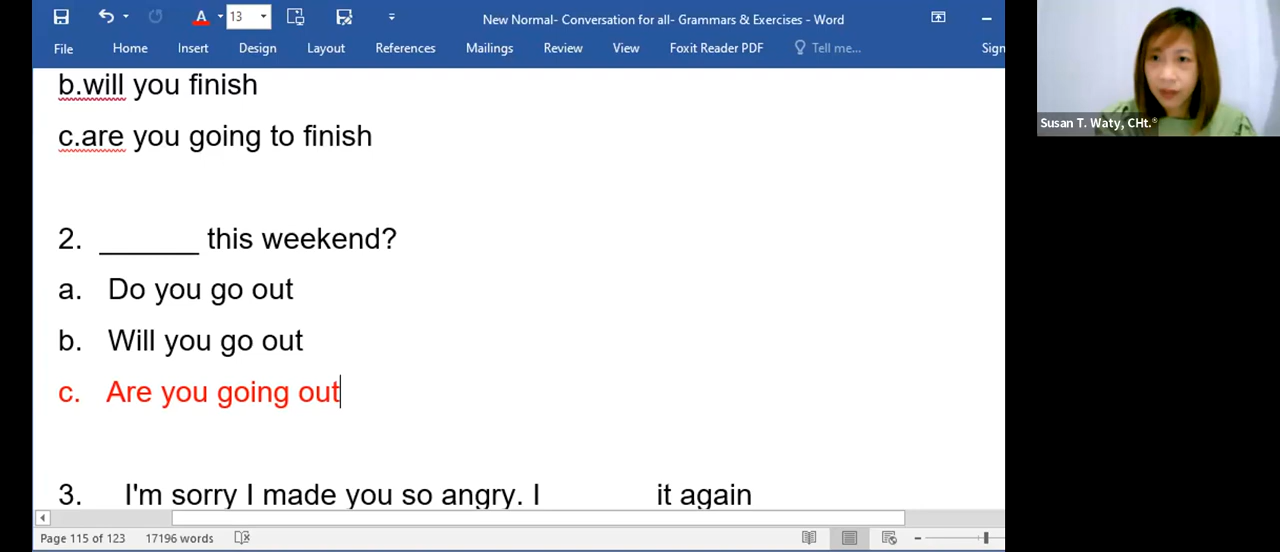 13
New Normal- Conversation for all- Grammars & Exercises - Word
File Home Insert Design Layout References Mailings Review View Foxit Reader PDF Tell me... Sign
b.will you finish
c.are you going to finish
Susan T. Waty, CHt.®
2. ______ this weekend?
a. Do you go out
b. Will you go out
c. Are you going out
3. I'm sorry I made you so angry. I it again
Page 115 of 123 17196 words